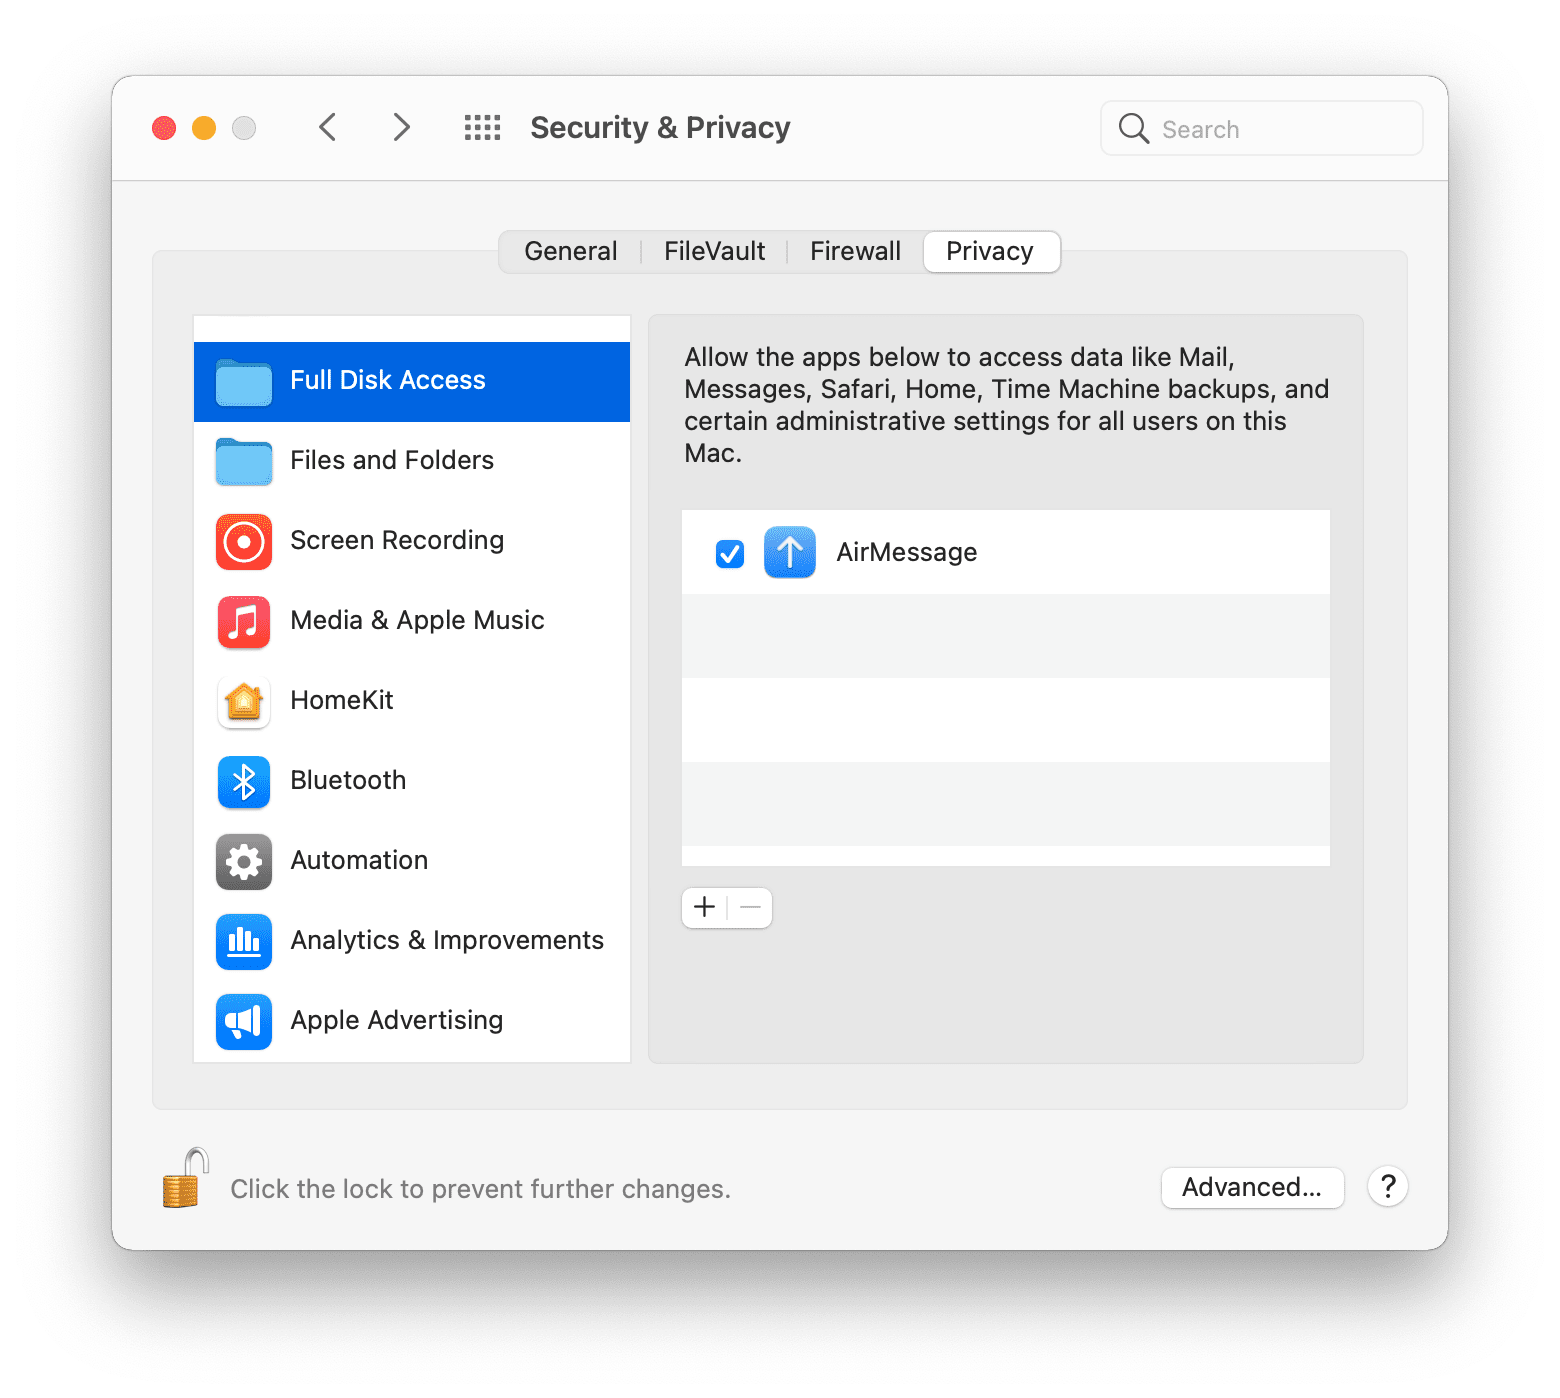 Security & Privacy
Search
General
FileVault
Firewall
Privacy
Full Disk Access
Files and Folders
Screen Recording
Media & Apple Music
HomeKit
Bluetooth
Automation
Analytics & Improvements
Apple Advertising
Allow the apps below to access data like Mail,
Messages, Safari, Home, Time Machine backups, and
certain administrative settings for all users on this
Mac.
AirMessage
Click the lock to prevent further changes.
Advanced...
?